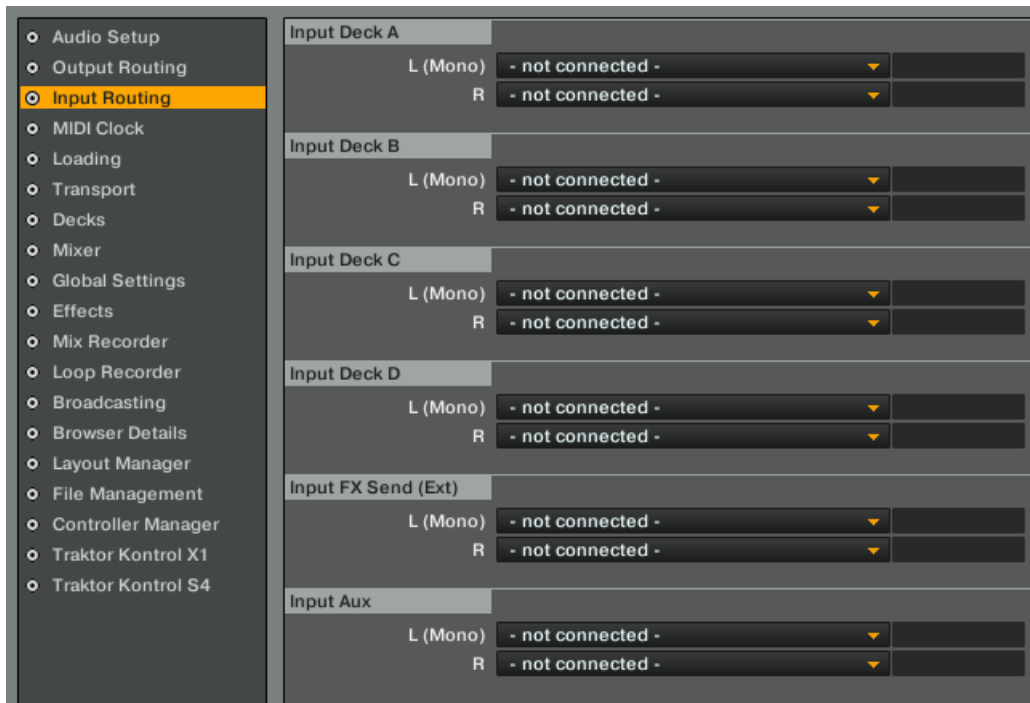 Audio Setup
Output Routing
Input Routing
MIDI Clock
Loading
Transport
Decks
Mixer
Global Settings
Effects
Mix Recorder
Loop Recorder
Broadcasting
Browser Details
Layout Manager
File Management
Controller Manager
Traktor Kontrol X1
Traktor Kontrol S4
Input Deck A
L (Mono) - not connected -
R - not connected -
Input Deck B
L (Mono) - not connected -
R - not connected -
Input Deck C
L (Mono) - not connected -
R - not connected -
Input Deck D
L (Mono) - not connected -
R - not connected -
Input FX Send (Ext)
L (Mono) - not connected -
R - not connected -
Input Aux
L (Mono) - not connected -
R - not connected -